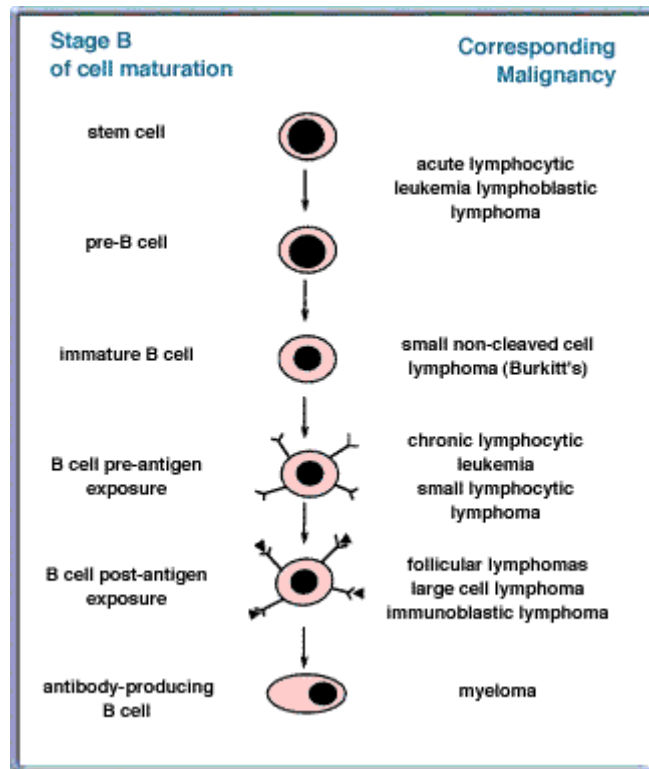 Stage B
of cell maturation
Corresponding
Malignancy
stem cell
acute lymphocytic
leukemia lymphoblastic
lymphoma
pre-B cell
immature B cell
small non-cleaved cell
lymphoma (Burkitt's)
B cell pre-antigen
exposure
chronic lymphocytic
leukemia
small lymphocytic
lymphoma
B cell post-antigen
exposure
follicular lymphomas
large cell lymphoma
immunoblastic lymphoma
antibody-producing
B cell
myeloma